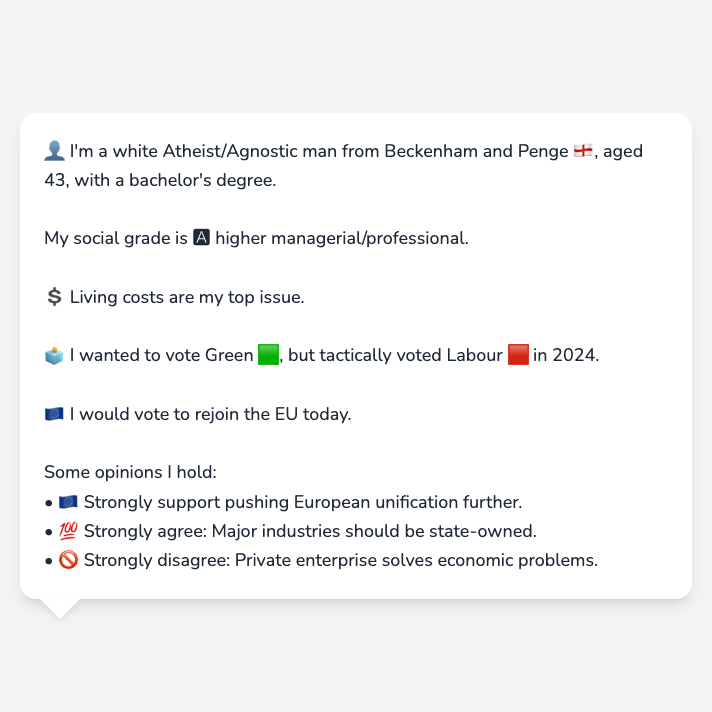 👤 I'm a white Atheist/Agnostic man from Beckenham and Penge 🏴󠁧󠁢󠁥󠁮󠁧󠁿, aged
43, with a bachelor's degree.
My social grade is 🅰 higher managerial/professional.
💲 Living costs are my top issue.
🗳️ I wanted to vote Green 🟩, but tactically voted Labour 🟥 in 2024.
🇪🇺 I would vote to rejoin the EU today.
Some opinions I hold:
• 🇪🇺 Strongly support pushing European unification further.
• 💯 Strongly agree: Major industries should be state-owned.
• 🚫 Strongly disagree: Private enterprise solves economic problems.